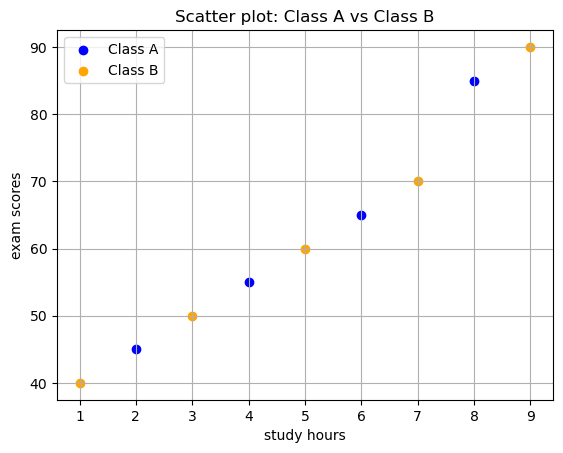 Scatter plot: Class A vs Class B
Class A
Class B
90
80
70
60
50
40
exam scores
1 2 3 4 5 6 7 8 9
study hours